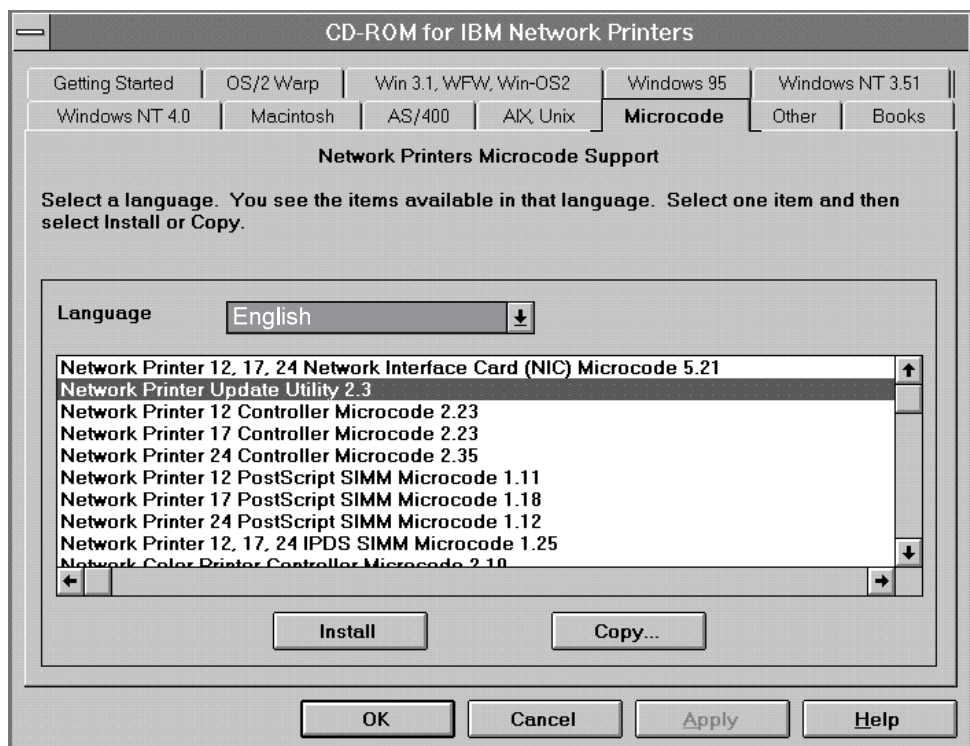 CD-ROM for IBM Network Printers
Getting Started OS/2 Warp Win 3.1, WFW, Win-OS2 Windows 95 Windows NT 3.51
Windows NT 4.0 Macintosh AS/400 AIX, Unix Microcode Other Books
Network Printers Microcode Support
Select a language. You see the items available in that language. Select one item and then
select Install or Copy.
Language English
Network Printer 12, 17, 24 Network Interface Card (NIC) Microcode 5.21
Network Printer Update Utility 2.3
Network Printer 12 Controller Microcode 2.23
Network Printer 17 Controller Microcode 2.23
Network Printer 24 Controller Microcode 2.35
Network Printer 12 PostScript SIMM Microcode 1.11
Network Printer 17 PostScript SIMM Microcode 1.18
Network Printer 24 PostScript SIMM Microcode 1.12
Network Printer 12, 17, 24 IPDS SIMM Microcode 1.25
Network Color Printer Controller Microcode 2.10
Install Copy...
OK Cancel Apply Help